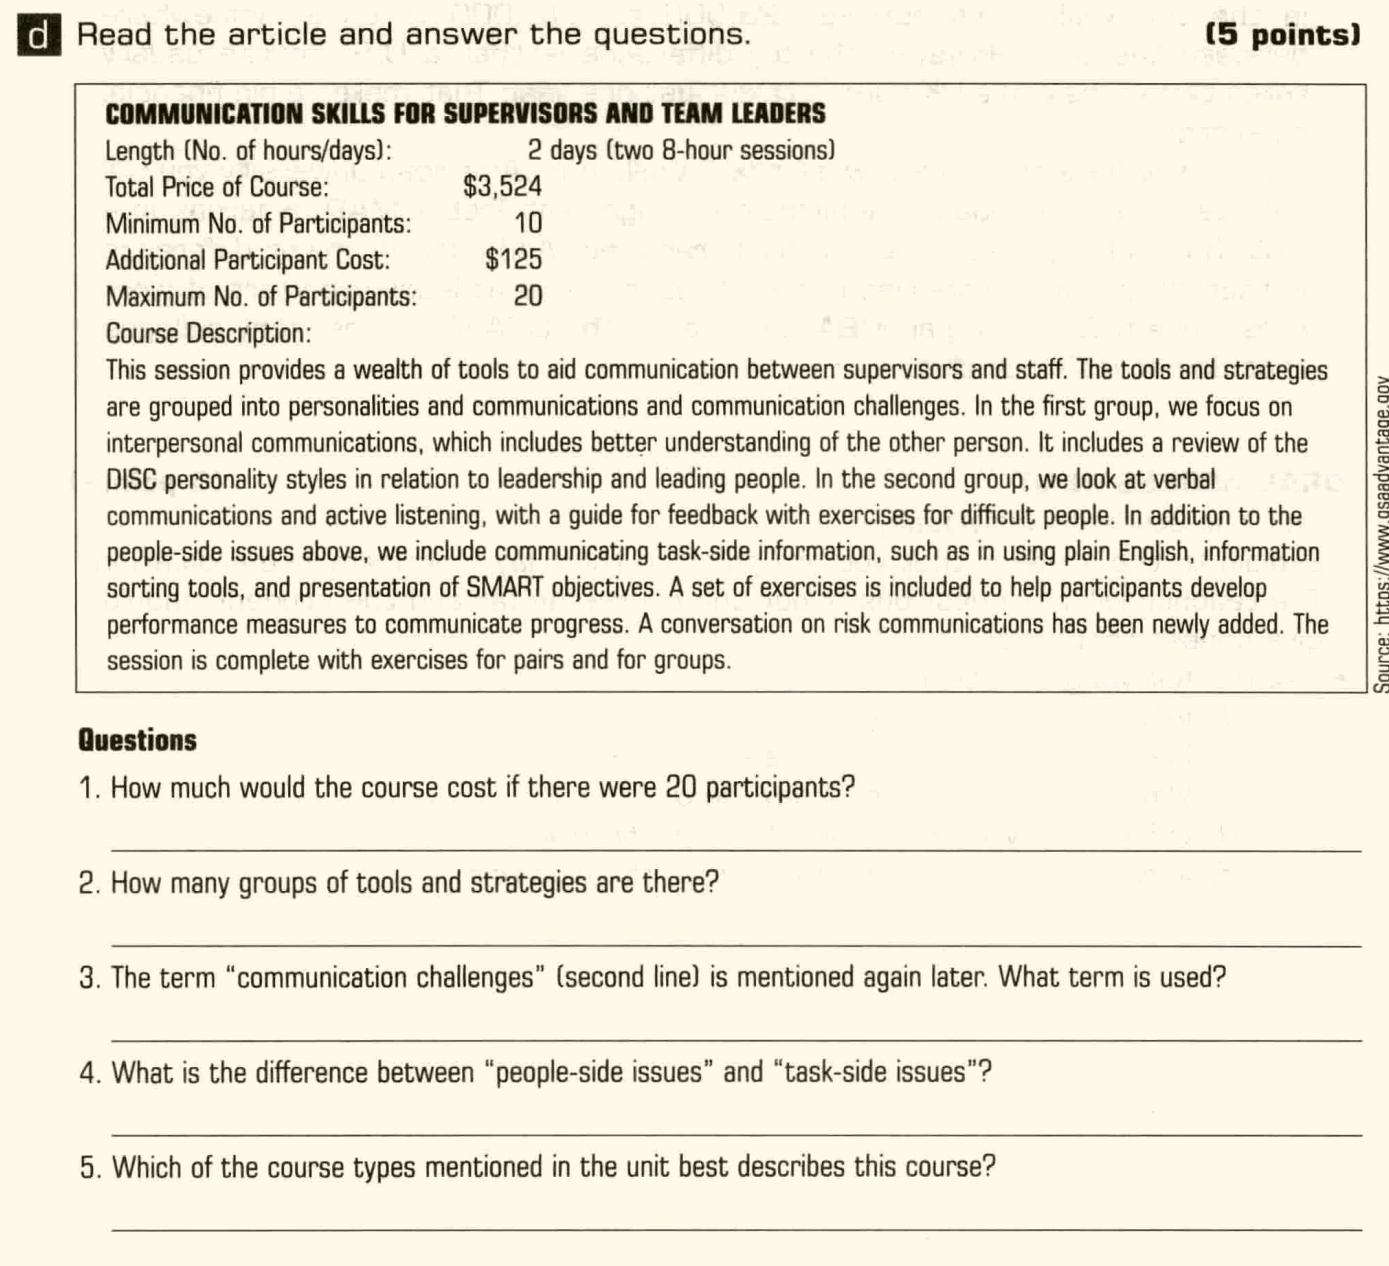 d Read the article and answer the questions. (5 points)
COMMUNICATION SKILLS FOR SUPERVISORS AND TEAM LEADERS
Length (No. of hours/days): 2 days (two 8-hour sessions)
Total Price of Course: $3,524
Minimum No. of Participants: 10
Additional Participant Cost: $125
Maximum No. of Participants: 20
Course Description:
This session provides a wealth of tools to aid communication between supervisors and staff. The tools and strategies
are grouped into personalities and communications and communication challenges. In the first group, we focus on
interpersonal communications, which includes better understanding of the other person. It includes a review of the
DISC personality styles in relation to leadership and leading people. In the second group, we look at verbal
communications and active listening, with a guide for feedback with exercises for difficult people. In addition to the
people-side issues above, we include communicating task-side information, such as in using plain English, information
sorting tools, and presentation of SMART objectives. A set of exercises is included to help participants develop
performance measures to communicate progress. A conversation on risk communications has been newly added. The
session is complete with exercises for pairs and for groups.
Source: https://www.gsaadvantage.gov
Questions
1. How much would the course cost if there were 20 participants?
2. How many groups of tools and strategies are there?
3. The term “communication challenges” (second line) is mentioned again later. What term is used?
4. What is the difference between “people-side issues” and “task-side issues”?
5. Which of the course types mentioned in the unit best describes this course?